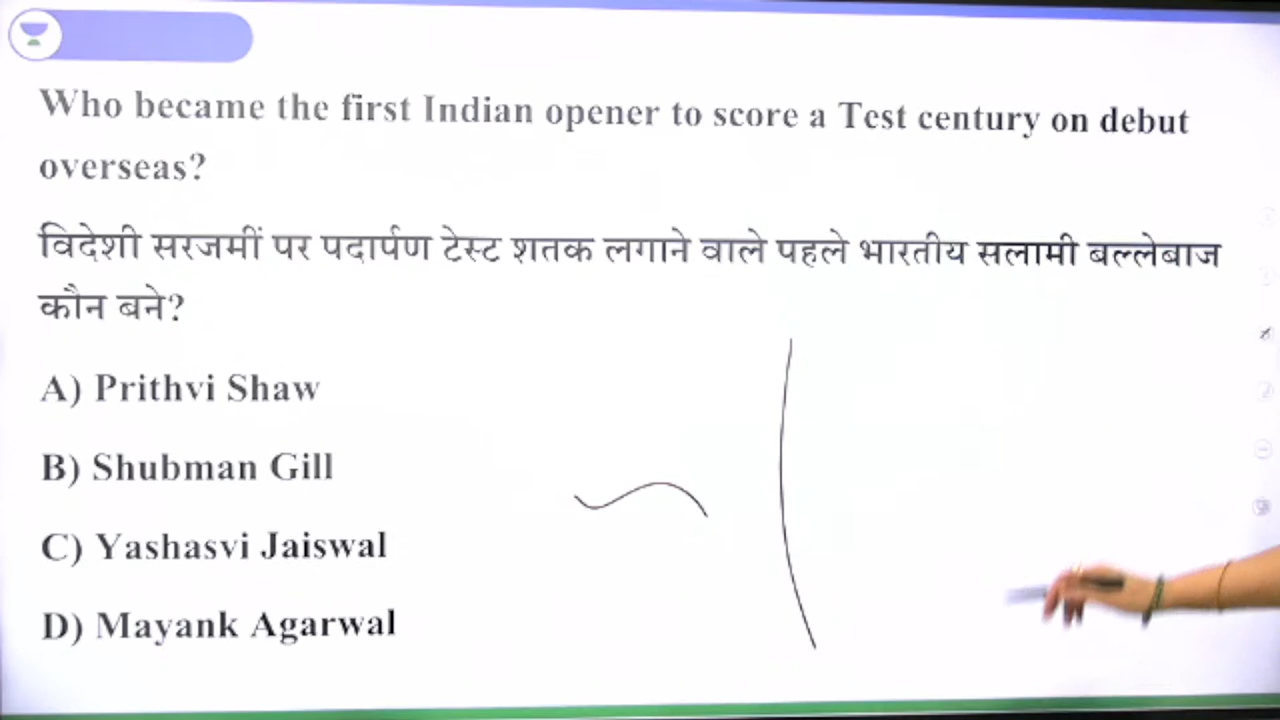 Who became the first Indian opener to score a Test century on debut
overseas?
विदेशी सरजमीं पर पदार्पण टेस्ट शतक लगाने वाले पहले भारतीय सलामी बल्लेबाज
कौन बने?
A) Prithvi Shaw
B) Shubman Gill
C) Yashasvi Jaiswal
D) Mayank Agarwal